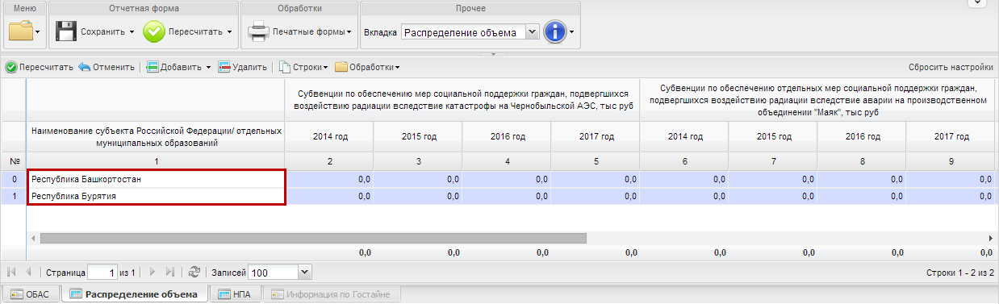 Меню
Отчетная форма
Обработки
Прочее
Сохранить
Пересчитать
Печатные формы
Вкладка
Распределение объема
Пересчитать
Отменить
Добавить
Удалить
Строки
Обработки
Сбросить настройки
Субвенции по обеспечению мер социальной поддержки граждан, подвергшихся
воздействию радиации вследствие катастрофы на Чернобыльской АЭС, тыс руб
Субвенции по обеспечению отдельных мер социальной поддержки граждан,
подвергшихся воздействию радиации вследствие аварии на производственном
объединении "Маяк", тыс руб
Наименование субъекта Российской Федерации/ отдельных
муниципальных образований
2014 год 2015 год 2016 год 2017 год 2014 год 2015 год 2016 год 2017 год
№ 1 2 3 4 5 6 7 8 9
0 Республика Башкортостан 0,0 0,0 0,0 0,0 0,0 0,0 0,0 0,0
1 Республика Бурятия 0,0 0,0 0,0 0,0 0,0 0,0 0,0 0,0
0,0 0,0 0,0 0,0 0,0 0,0 0,0 0,0
Страница 1 из 1 Записей 100 Строки 1 - 2 из 2
ОБАС Распределение объема НПА Информация по Госта­йне